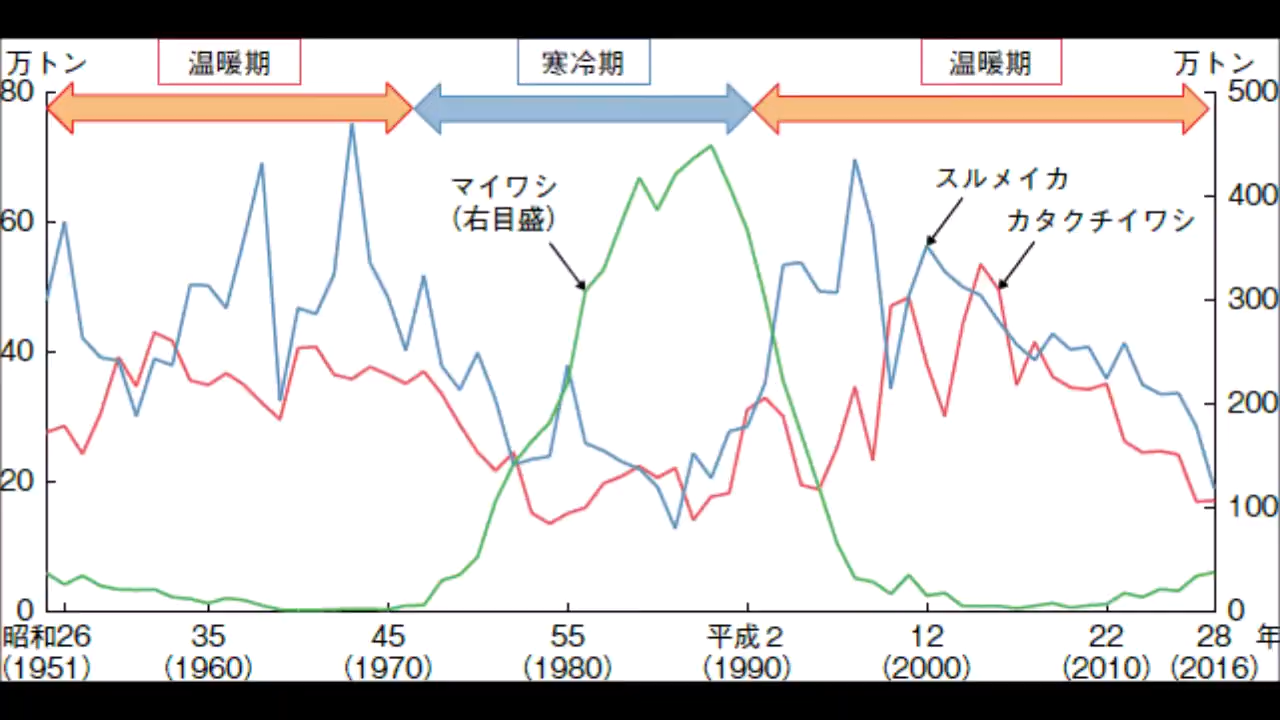 温暖期
寒冷期
温暖期
万トン
万トン
80
60
40
20
0
500
400
300
200
100
0
マイワシ
(右目盛)
スルメイカ
カタクチイワシ
昭和26 35 45 55 平成2 12 22 28 年
(1951) (1960) (1970) (1980) (1990) (2000) (2010) (2016)